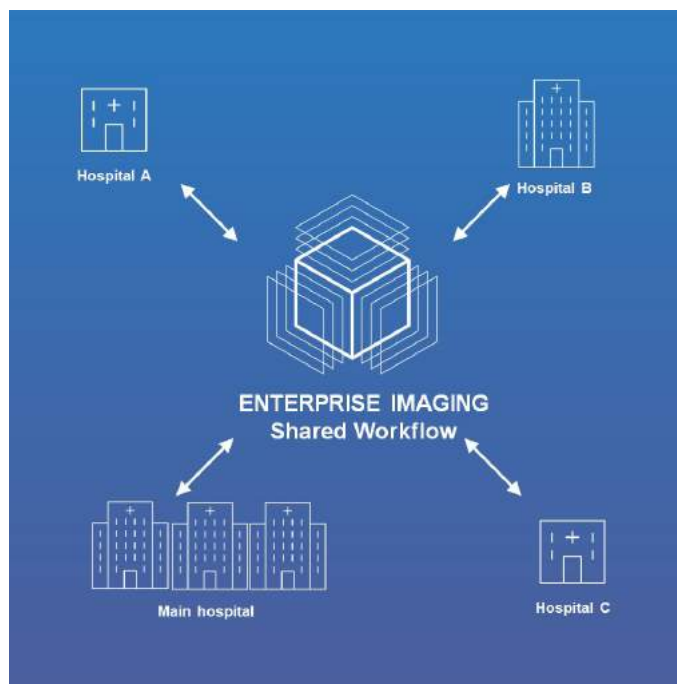 Hospital A
Hospital B
ENTERPRISE IMAGING
Shared Workflow
Main hospital
Hospital C